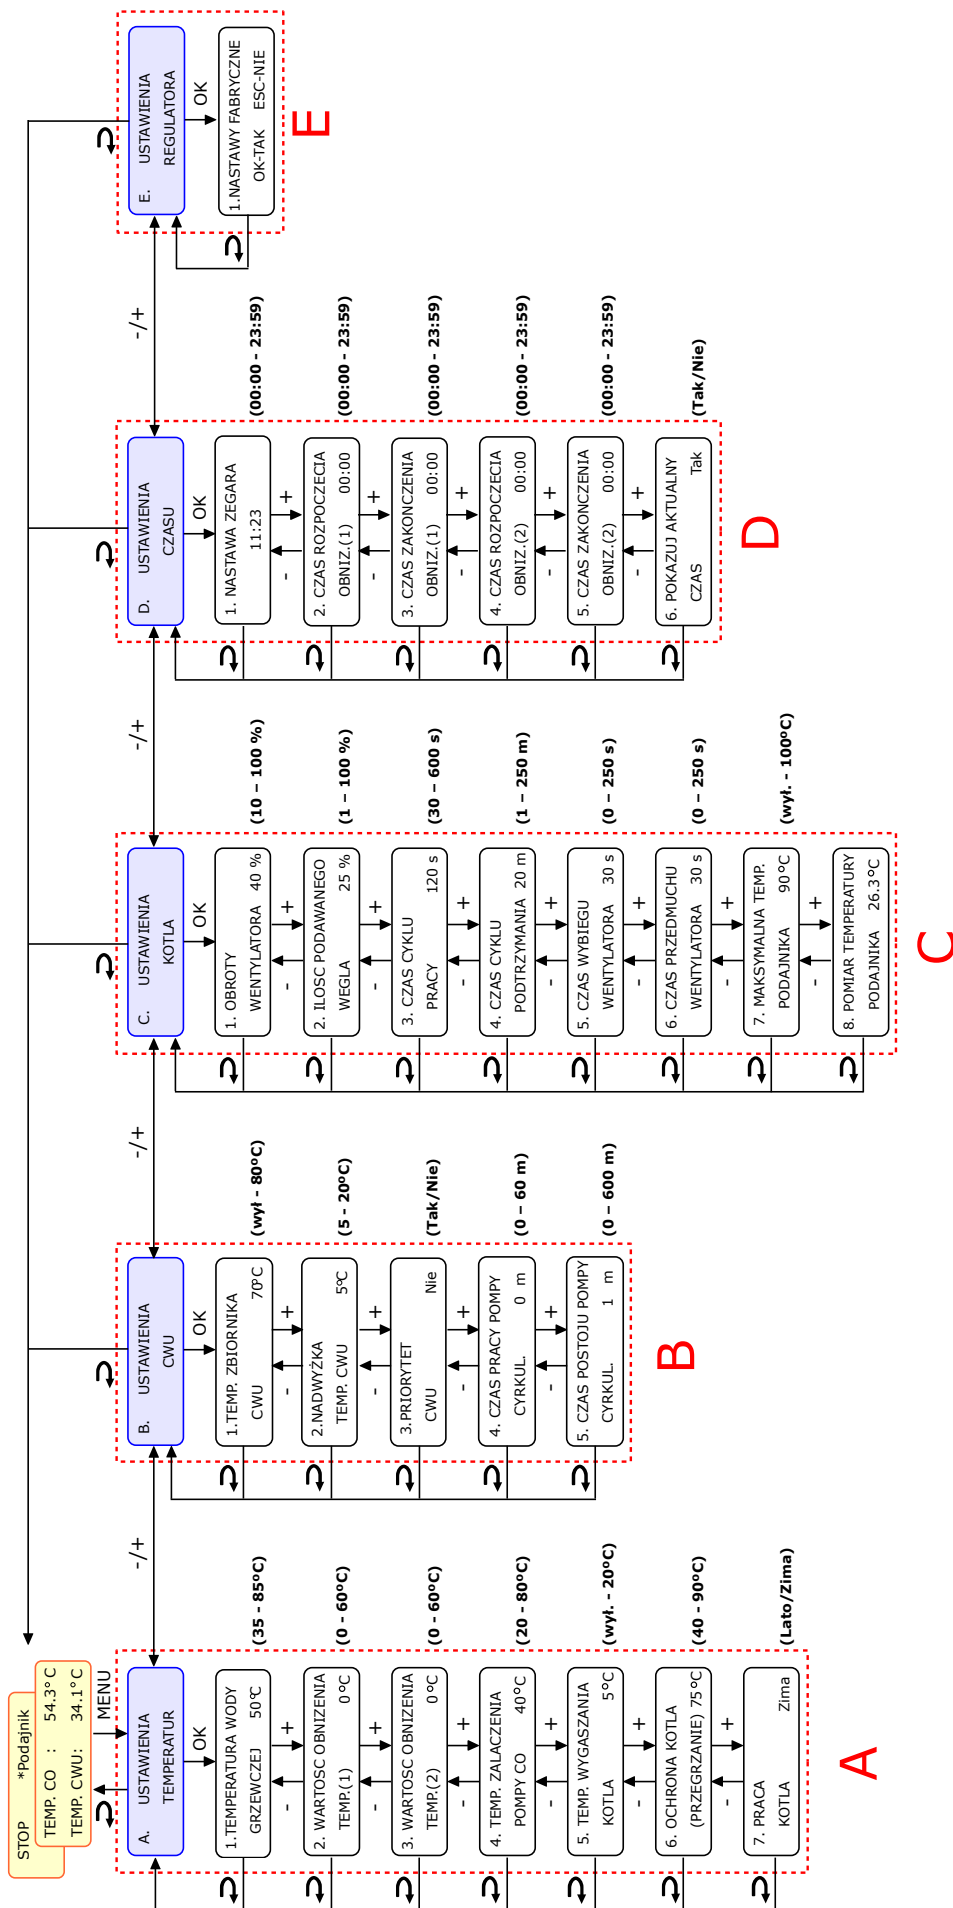 STOP *Podajnik
TEMP. CO : 54.3°C
TEMP. CWU: 34.1°C
MENU
A. USTAWIENIA
TEMPERATUR
OK
1.TEMPERATURA WODY
GRZEWCZEJ 50°C
(35 - 85°C)
- +
2. WARTOSC OBNIZENIA
TEMP.(1) 0°C
(0 - 60°C)
- +
3. WARTOSC OBNIZENIA
TEMP.(2) 0°C
(0 - 60°C)
- +
4. TEMP. ZALACZENIA
POMPY CO 40°C
(20 - 80°C)
- +
5. TEMP. WYGASZANIA
KOTLA 5°C
(wył. - 20°C)
- +
6. OCHRONA KOTLA
(PRZEGRZANIE) 75°C
(40 - 90°C)
- +
7. PRACA
KOTLA Zima
(Lato/Zima)
A
-/+
B. USTAWIENIA
CWU
OK
1.TEMP. ZBIORNIKA
CWU 70°C
(wył - 80°C)
- +
2.NADWYŻKA
TEMP. CWU 5°C
(5 - 20°C)
- +
3.PRIORYTET
CWU Nie
(Tak/Nie)
- +
4. CZAS PRACY POMPY
CYRKUL. 0 m
(0 – 60 m)
- +
5. CZAS POSTOJU POMPY
CYRKUL. 1 m
(0 – 600 m)
B
-/+
C. USTAWIENIA
KOTLA
OK
1. OBROTY
WENTYLATORA 40 %
(10 – 100 %)
- +
2. ILOSC PODAWANEGO
WEGLA 25 %
(1 – 100 %)
- +
3. CZAS CYKLU
PRACY 120 s
(30 – 600 s)
- +
4. CZAS CYKLU
PODTRZYMANIA 20 m
(1 – 250 m)
- +
5. CZAS WYBIEGU
WENTYLATORA 30 s
(0 – 250 s)
- +
6. CZAS PRZEDMUCHU
WENTYLATORA 30 s
(0 – 250 s)
- +
7. MAKSYMALNA TEMP.
PODAJNIKA 90°C
(wył. - 100°C)
- +
8. POMIAR TEMPERATURY
PODAJNIKA 26.3°C
C
-/+
D. USTAWIENIA
CZASU
OK
1. NASTAWA ZEGARA
11:23
(00:00 - 23:59)
- +
2. CZAS ROZPOCZECIA
OBNIZ.(1) 00:00
(00:00 - 23:59)
- +
3. CZAS ZAKONCZENIA
OBNIZ.(1) 00:00
(00:00 - 23:59)
- +
4. CZAS ROZPOCZECIA
OBNIZ.(2) 00:00
(00:00 - 23:59)
- +
5. CZAS ZAKONCZENIA
OBNIZ.(2) 00:00
(00:00 - 23:59)
- +
6. POKAZUJ AKTUALNY
CZAS Tak
(Tak/Nie)
D
-/+
E. USTAWIENIA
REGULATORA
OK
1.NASTAWY FABRYCZNE
OK-TAK ESC-NIE
E